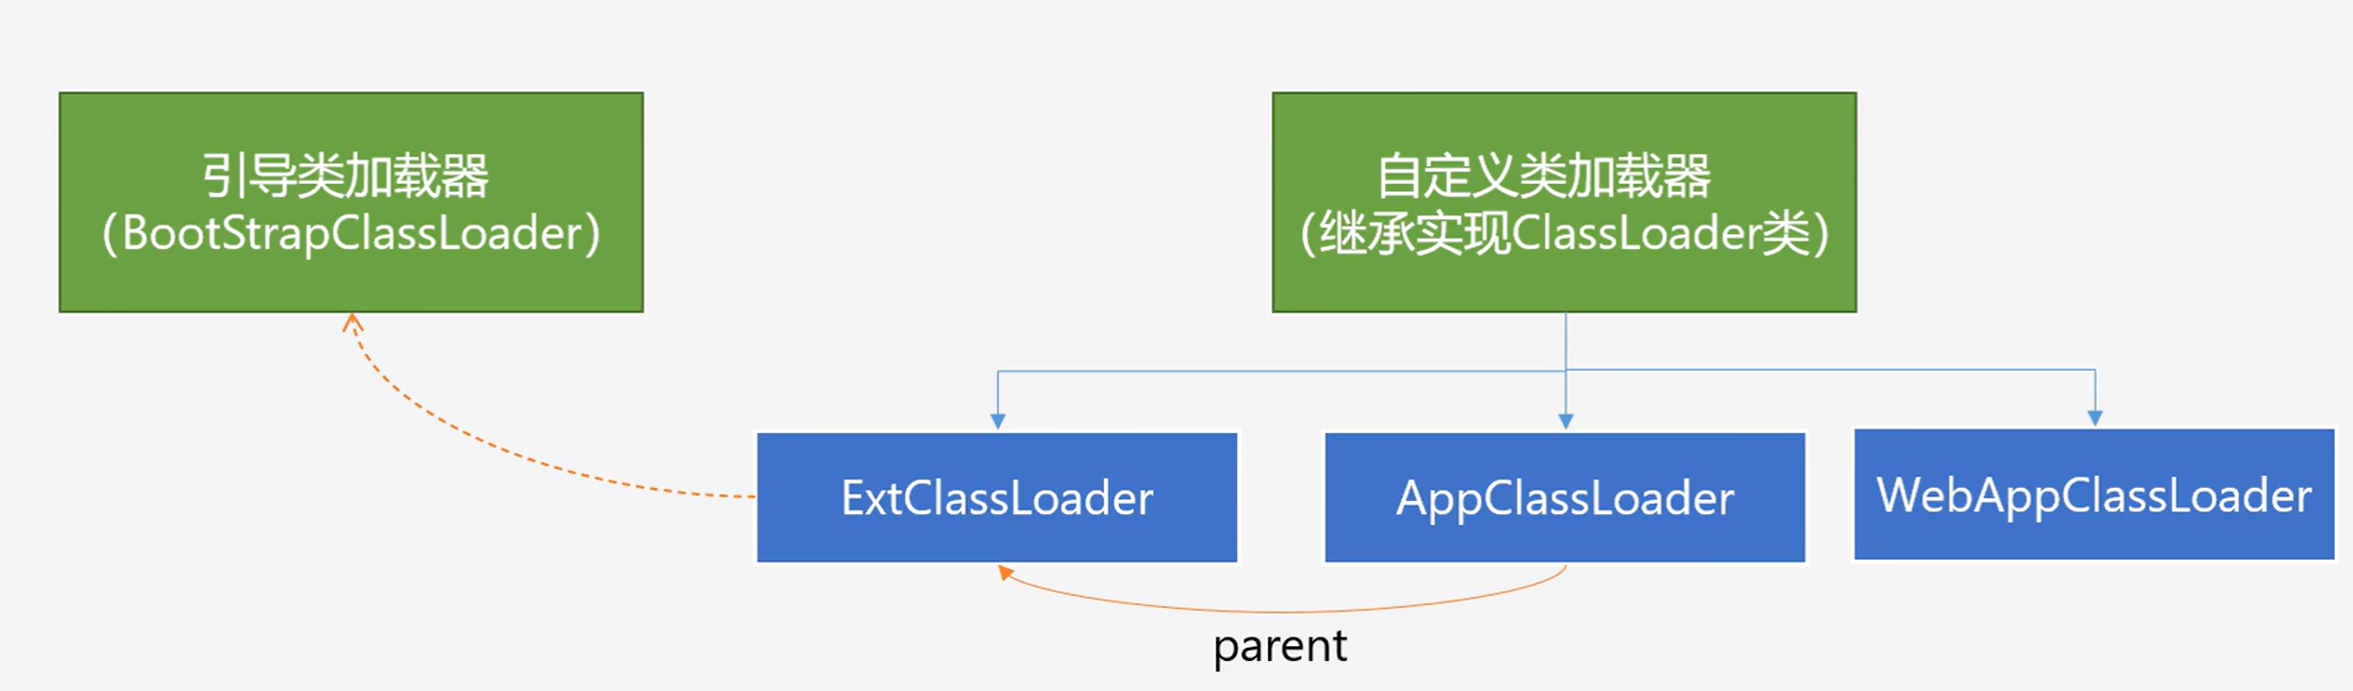 引导类加载器
（BootStrapClassLoader）
自定义类加载器
（继承实现ClassLoader类）
ExtClassLoader
AppClassLoader
WebAppClassLoader
parent